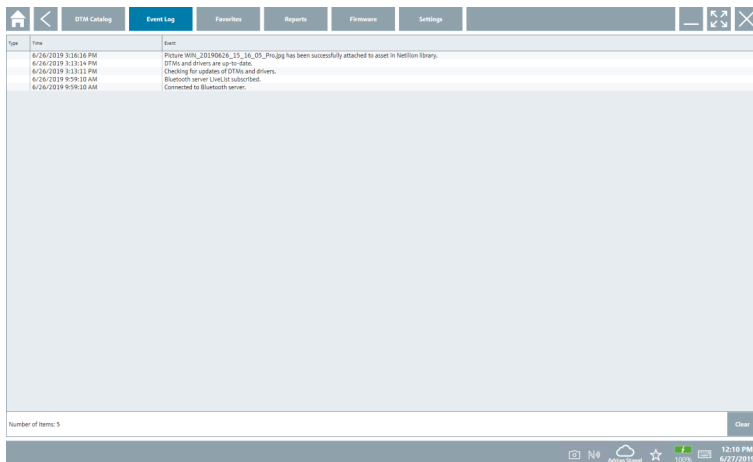 DTM Catalog Event Log Favorites Reports Firmware Settings
Type Time Event
6/26/2019 3:16:16 PM Picture WIN_20190626_15_16_05_Pro.jpg has been successfully attached to asset in Netilion library.
6/26/2019 3:13:14 PM DTMs and drivers are up-to-date.
6/26/2019 3:13:11 PM Checking for updates of DTMs and drivers.
6/26/2019 9:59:10 AM Bluetooth server LiveList subscribed.
6/26/2019 9:59:10 AM Connected to Bluetooth server.
Number of items: 5
Clear
12:10 PM
100% 6/27/201